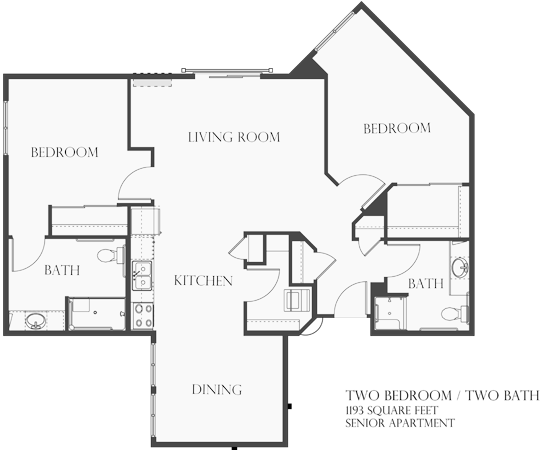 LIVING ROOM
BEDROOM
BEDROOM
BATH
KITCHEN
BATH
DINING
TWO BEDROOM / TWO BATH
1193 SQUARE FEET
SENIOR APARTMENT